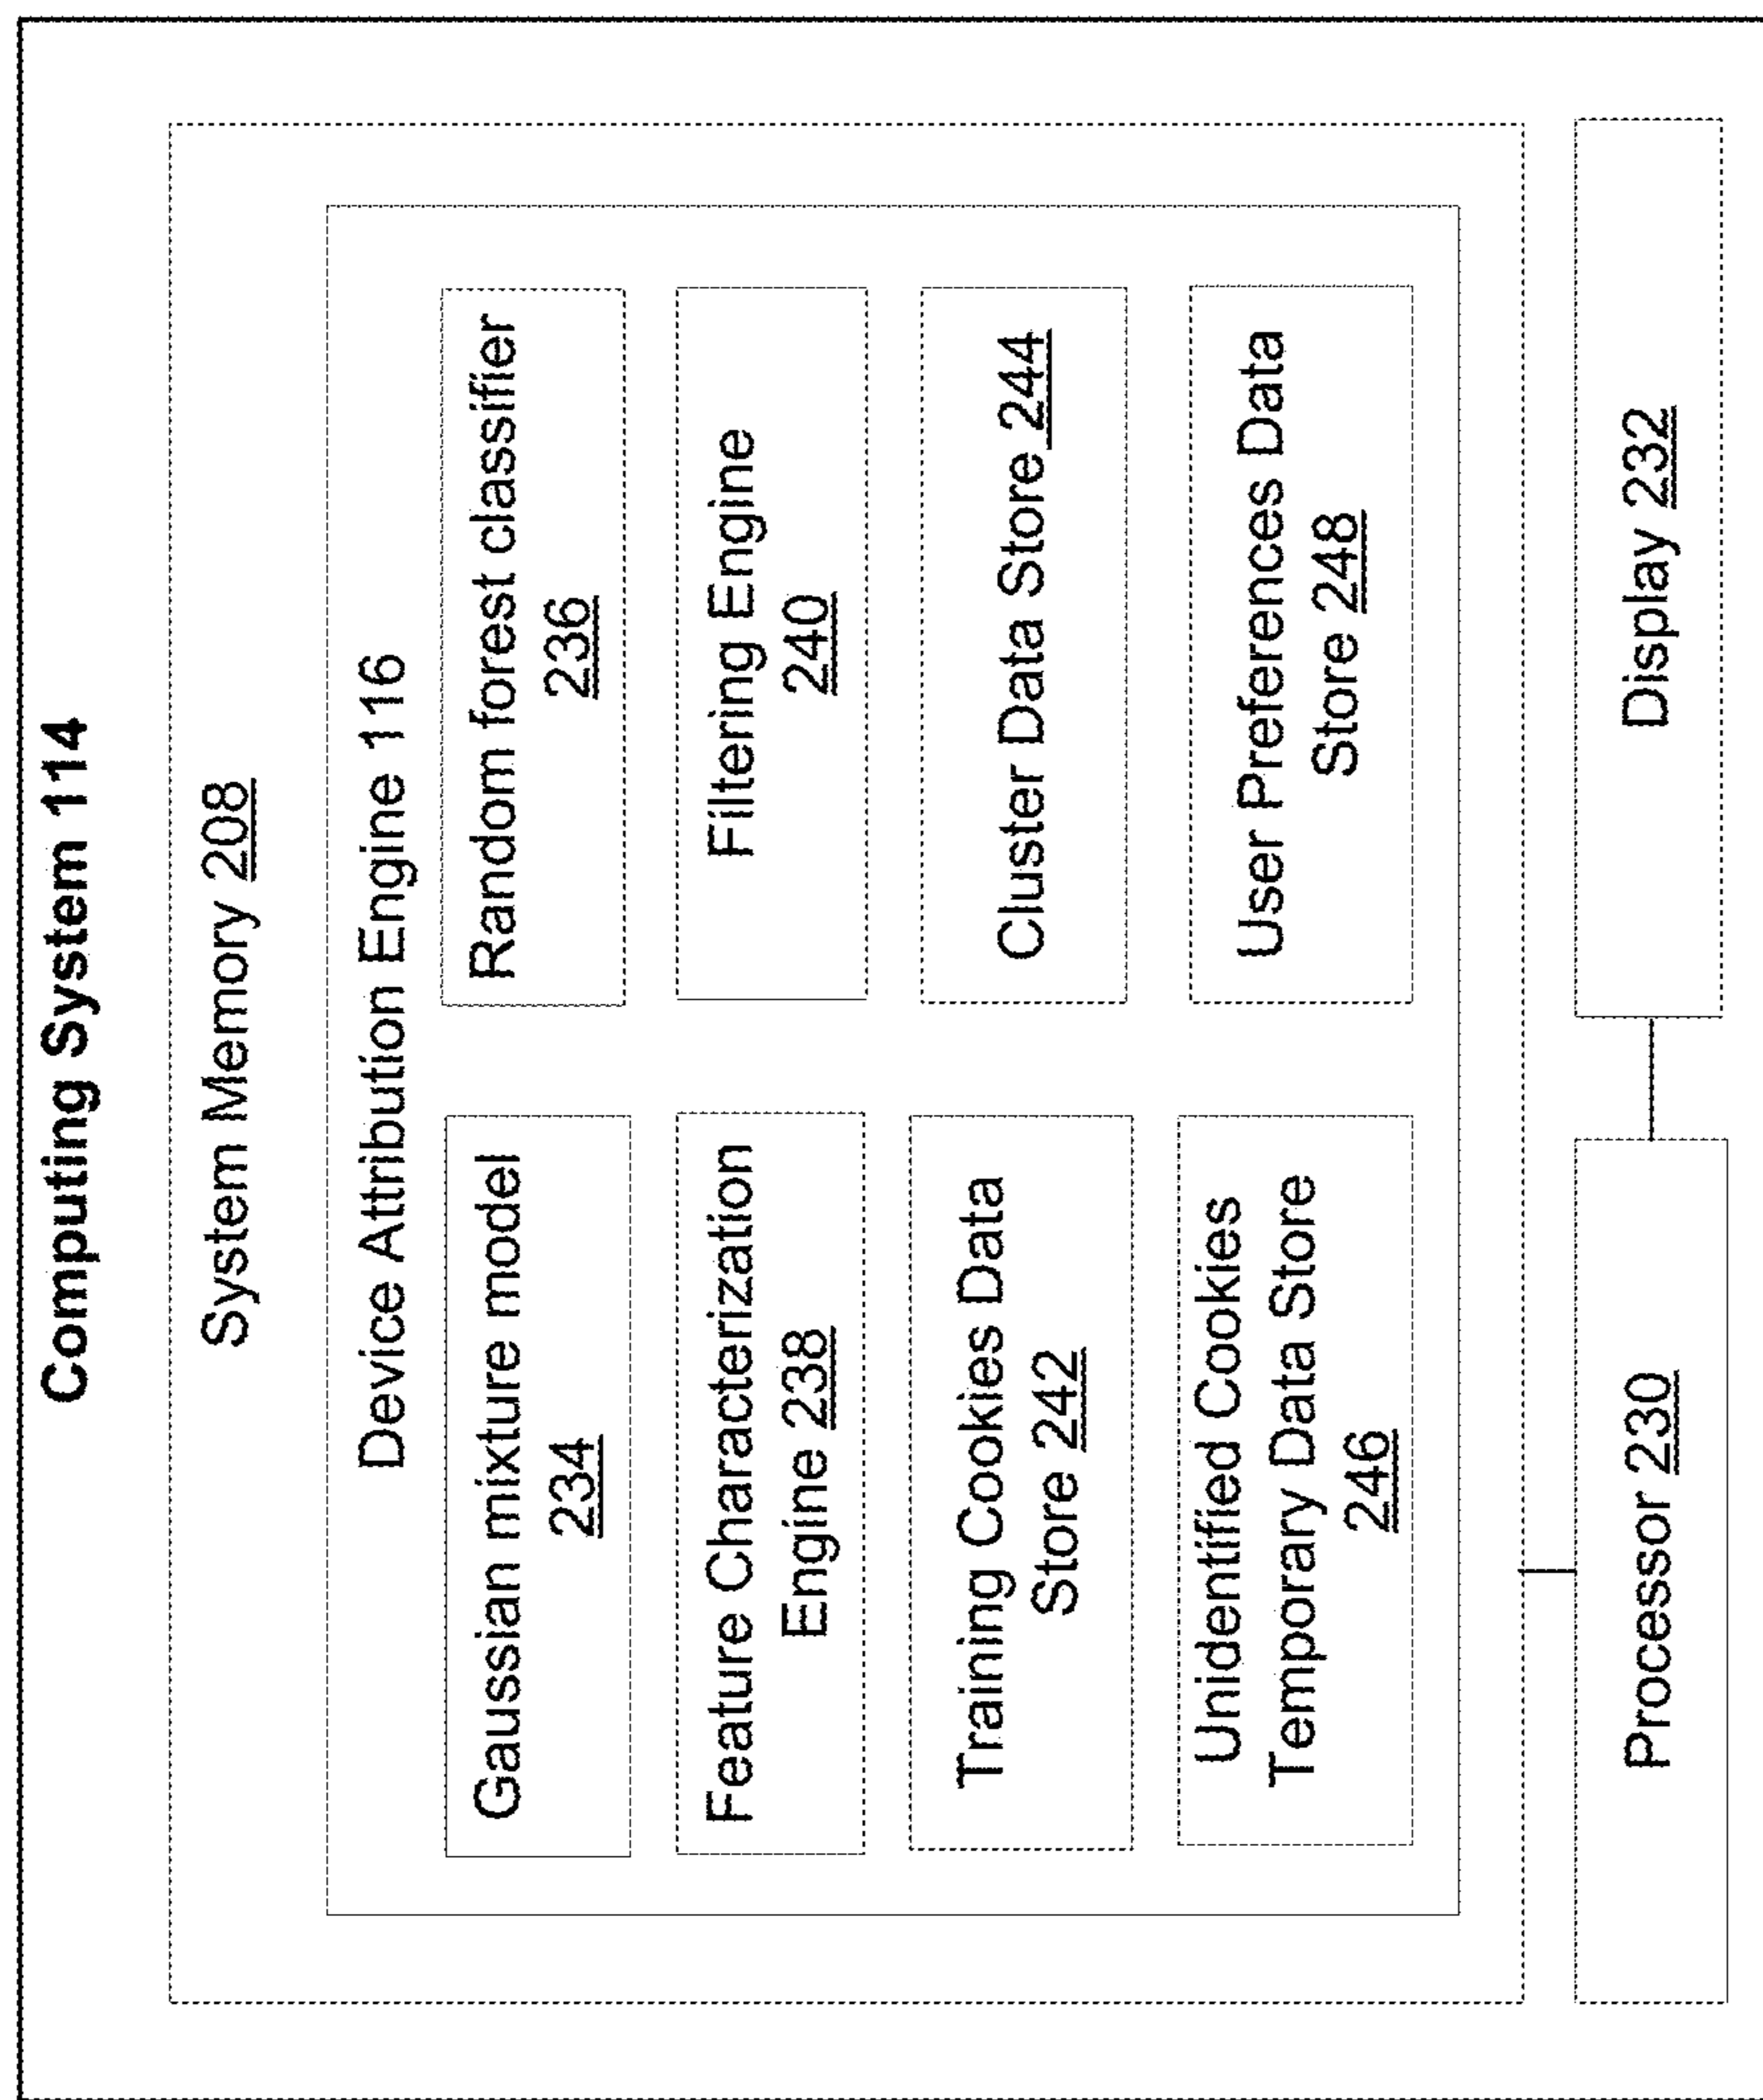 Computing System 114
System Memory 208
Device Attribution Engine 116
Gaussian mixture model
234
Random forest classifier
236
Feature Characterization
Engine 238
Filtering Engine
240
Training Cookies Data
Store 242
Cluster Data Store 244
Unidentified Cookies
Temporary Data Store
246
User Preferences Data
Store 248
Processor 230
Display 232